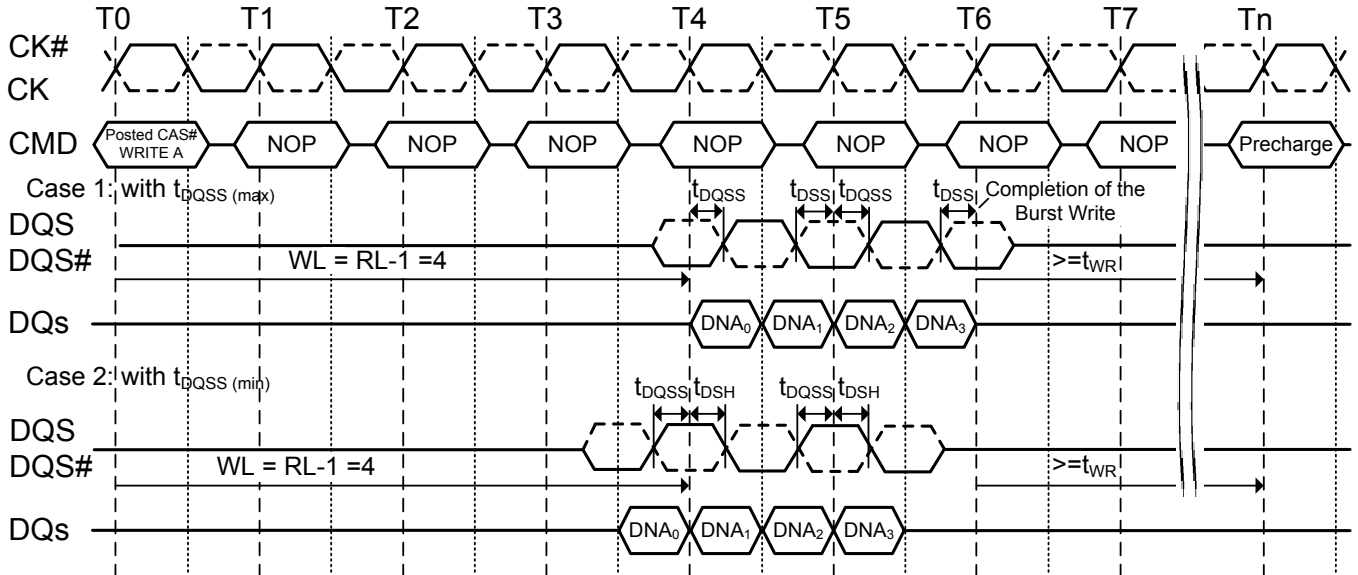 T0 T1 T2 T3 T4 T5 T6 T7 Tn
CK#
CK
CMD Posted CAS# WRITE A NOP NOP NOP NOP NOP NOP NOP Precharge
Case 1: with tDQSS (max)
tDQSS tDSS tDQSS tDSS Completion of the Burst Write
DQS
DQS#
WL = RL-1 =4 >=tWR
DQs DNA0 DNA1 DNA2 DNA3
Case 2: with tDQSS (min)
tDQSS tDSH tDQSS tDSH
DQS
DQS#
WL = RL-1 =4 >=tWR
DQs DNA0 DNA1 DNA2 DNA3